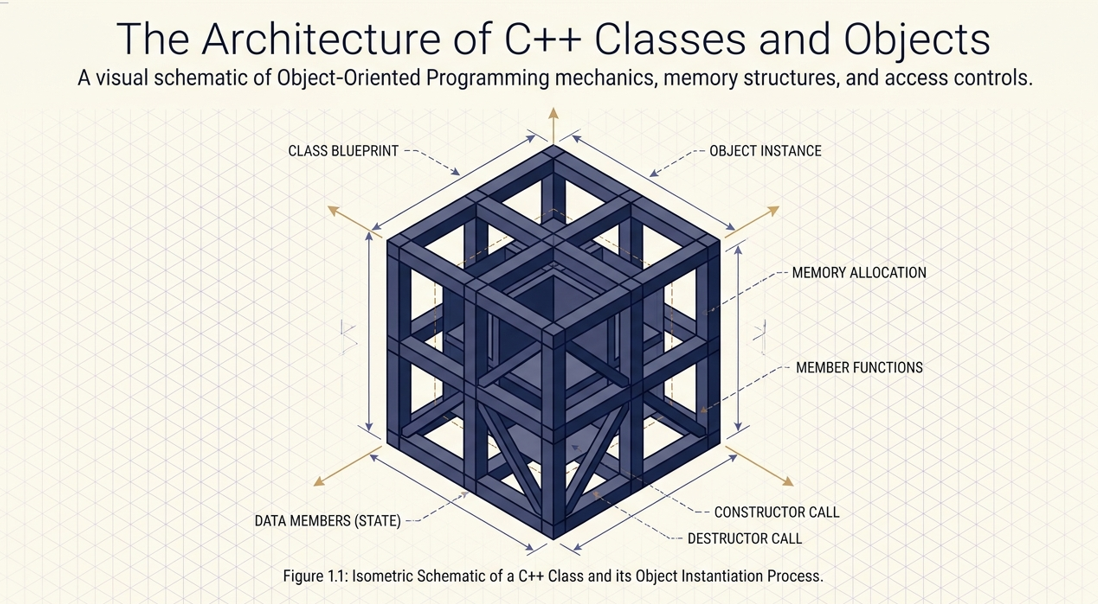 The Architecture of C++ Classes and Objects
A visual schematic of Object-Oriented Programming mechanics, memory structures, and access controls.
CLASS BLUEPRINT
OBJECT INSTANCE
MEMORY ALLOCATION
MEMBER FUNCTIONS
DATA MEMBERS (STATE)
CONSTRUCTOR CALL
DESTRUCTOR CALL
Figure 1.1: Isometric Schematic of a C++ Class and its Object Instantiation Process.